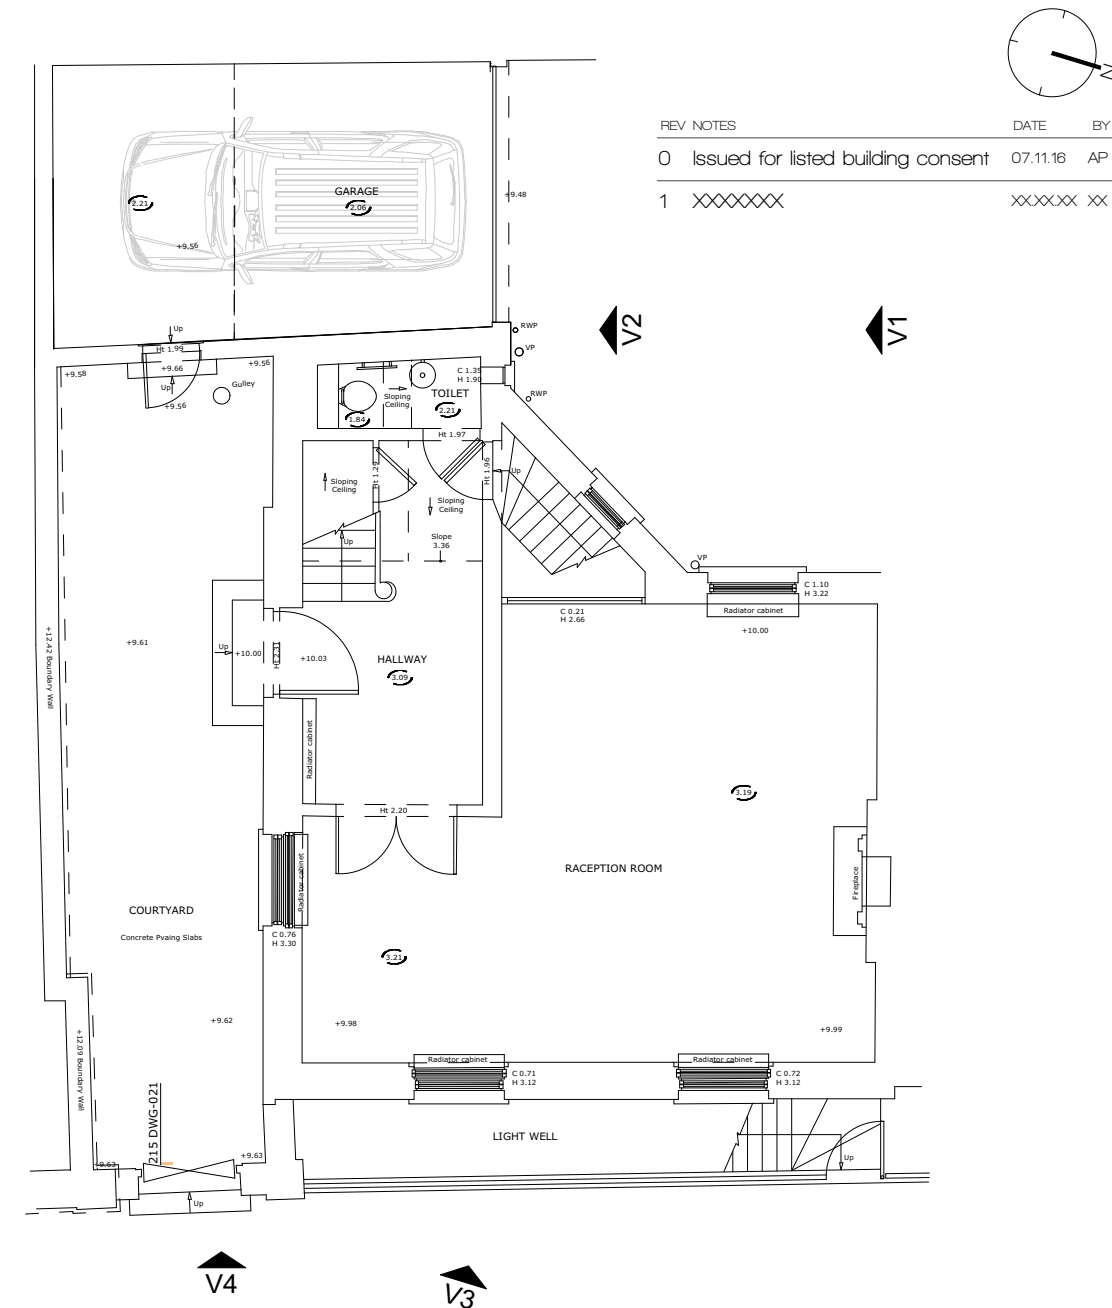 N
REV NOTES DATE BY
0 Issued for listed building consent 07.11.16 AP
1 XXXXXXX XX.XX.XX XX
GARAGE
2.21
2.06
+9.56
+9.48
V2
V1
RWP
VP
RWP
Up
Ht 1.99
+9.66
Up
+9.56
+9.58
+9.56
Gulley
C 1.35
H 1.90
TOILET
Sloping
Ceiling
2.21
1.84
Ht 1.97
Ht 1.29
Ht 1.96
Up
Sloping
Ceiling
Sloping
Ceiling
Slope
3.36
Up
VP
C 1.10
H 3.22
Radiator cabinet
+10.00
C 0.21
H 2.66
+12.42 Boundary Wall
+9.61
Up
+10.00
Ht 2.31
+10.03
HALLWAY
3.09
Radiator cabinet
Ht 2.20
3.19
RACEPTION ROOM
Fireplace
Radiator cabinet
C 0.76
H 3.30
COURTYARD
Concrete Pvaing Slabs
3.21
+9.62
+9.98
+9.99
+12.09 Boundary Wall
Radiator cabinet
C 0.71
H 3.12
Radiator cabinet
C 0.72
H 3.12
LIGHT WELL
Up
215 DWG-021
+9.63
+9.63
Up
V4
V3